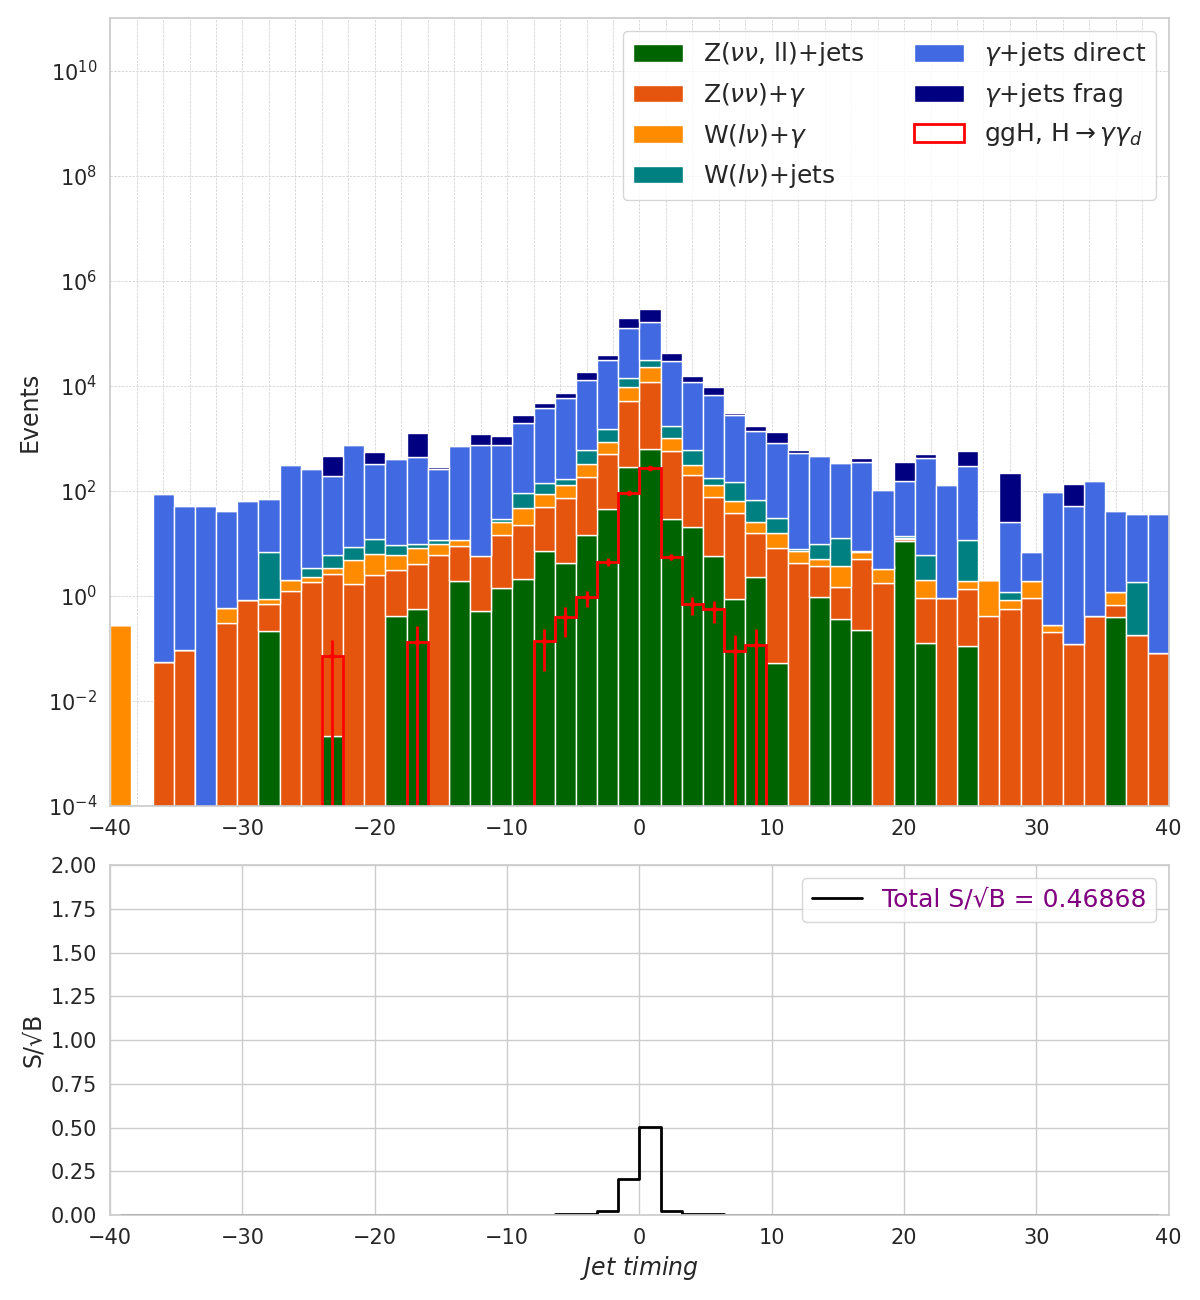 10^10
10^8
10^6
10^4
10^2
10^0
10^−2
10^−4
Events
Z(νν, ll)+jets
Z(νν)+γ
W(lν)+γ
W(lν)+jets
γ+jets direct
γ+jets frag
ggH, H→γγ_d
−40 −30 −20 −10 0 10 20 30 40
2.00
1.75
1.50
1.25
1.00
0.75
0.50
0.25
0.00
S/√B
Total S/√B = 0.46868
−40 −30 −20 −10 0 10 20 30 40
Jet timing